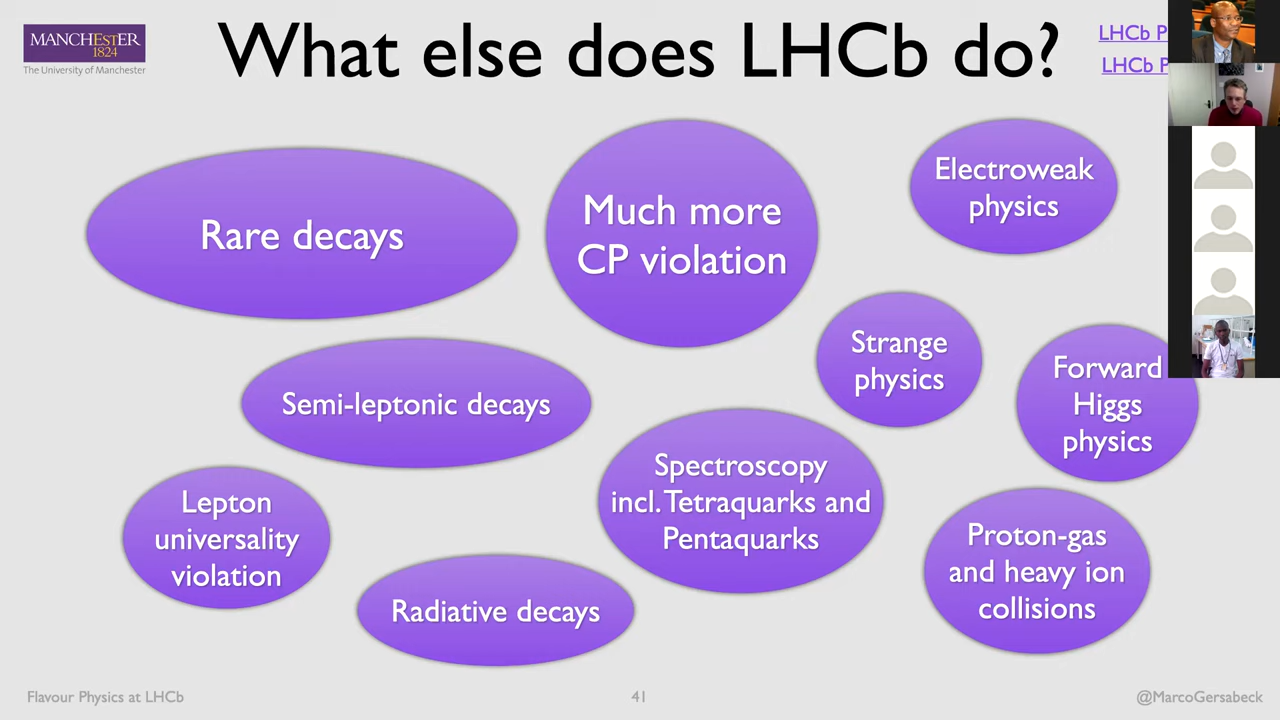 MANCHESTER
1824
The University of Manchester
What else does LHCb do?
LHCb P
LHCb P
Rare decays
Much more
CP violation
Electroweak
physics
Strange
physics
Forward
Higgs
physics
Semi-leptonic decays
Spectroscopy
incl. Tetraquarks and
Pentaquarks
Lepton
universality
violation
Radiative decays
Proton-gas
and heavy ion
collisions
Flavour Physics at LHCb
41
@MarcoGersabeck